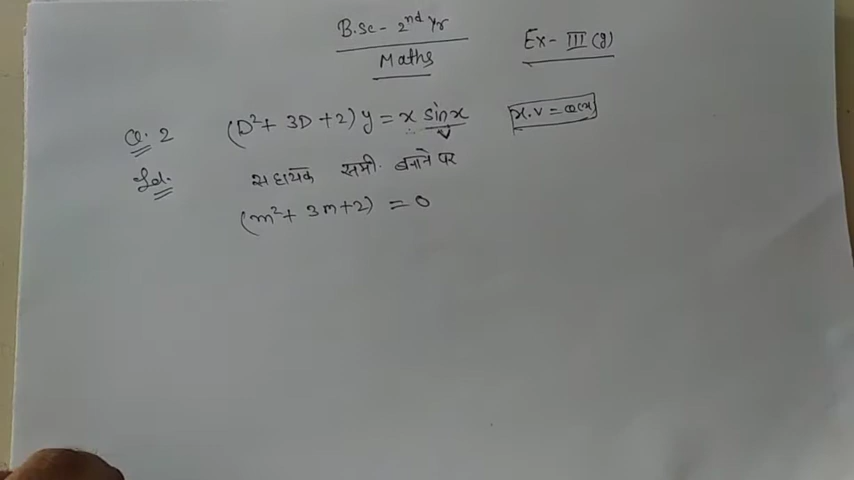 B.Sc - 2nd Yr
Maths
Ex - III (g)
Q. 2 (D² + 3D + 2) y = x sinx
V
x.V =
Sol. सहायक समी. बनाने पर
(m² + 3m + 2) = 0